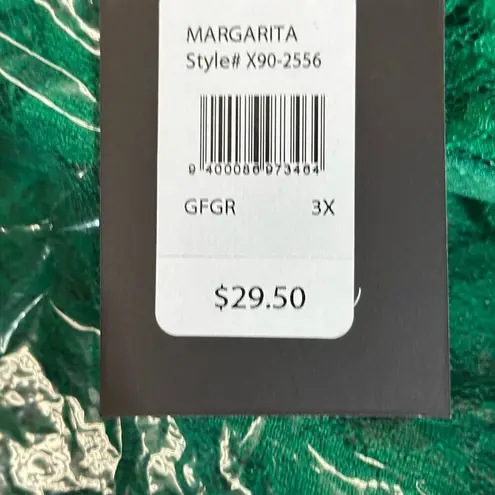 MARGARITA
Style# X90-2556
9 400086 973464
GFGR 3X
$29.50